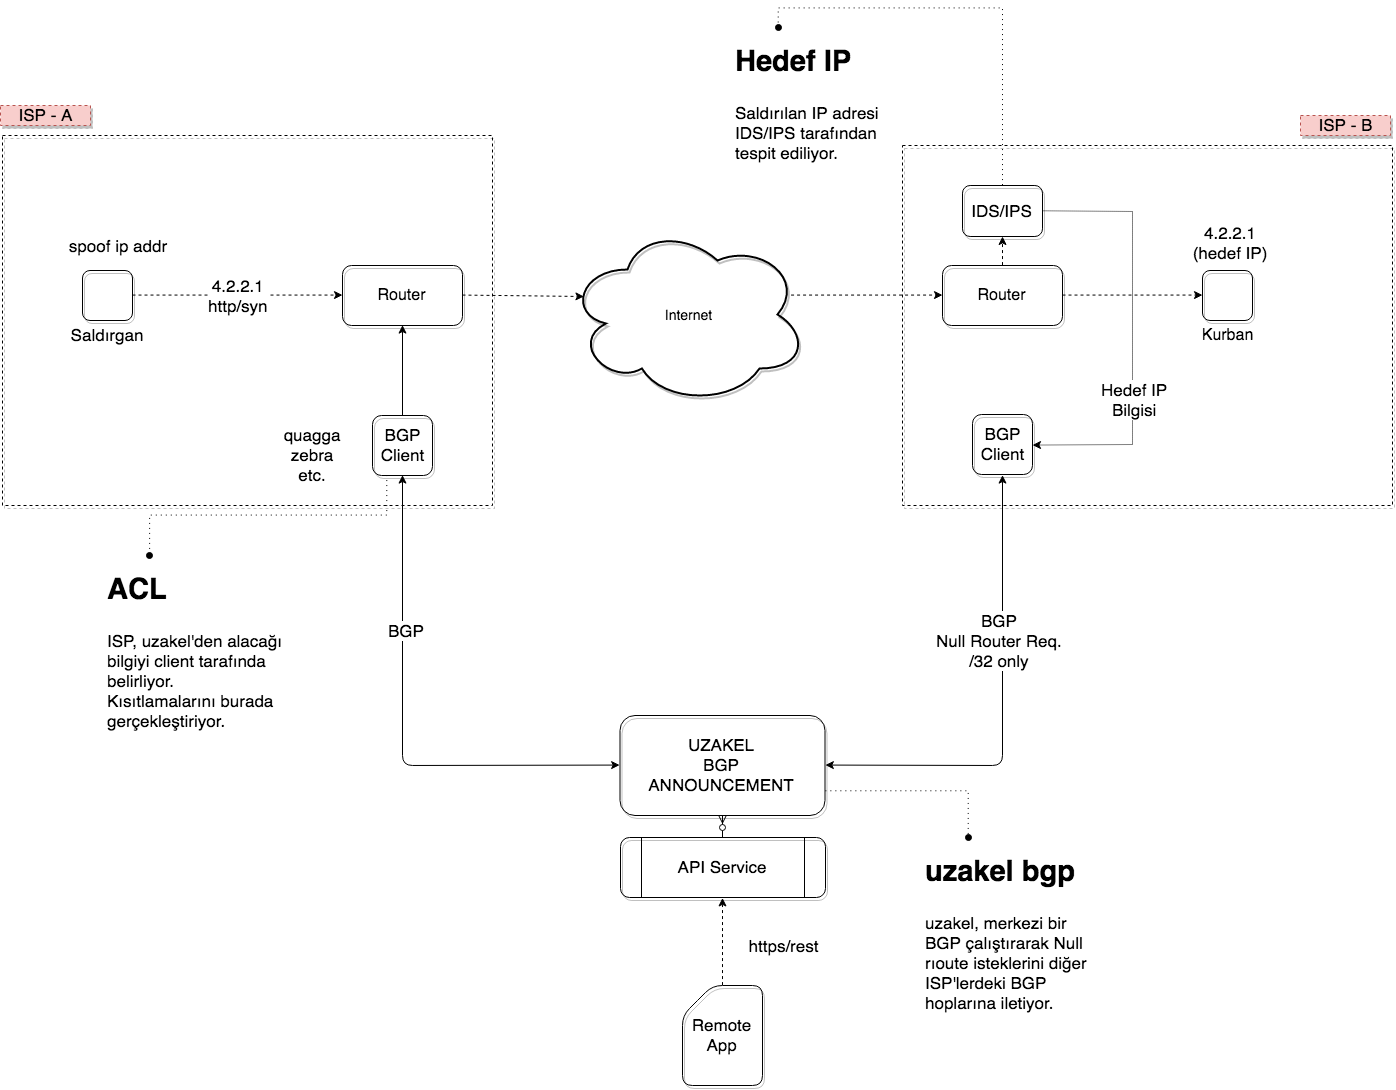 Hedef IP
Saldırılan IP adresi
IDS/IPS tarafından
tespit ediliyor.
ISP - A
ISP - B
spoof ip addr
4.2.2.1
http/syn
Saldırgan
Router
quagga
zebra
etc.
BGP
Client
Internet
IDS/IPS
Router
4.2.2.1
(hedef IP)
Kurban
Hedef IP
Bilgisi
BGP
Client
ACL
ISP, uzakel'den alacağı
bilgiyi client tarafında
belirliyor.
Kısıtlamalarını burada
gerçekleştiriyor.
BGP
BGP
Null Router Req.
/32 only
UZAKEL
BGP
ANNOUNCEMENT
API Service
https/rest
Remote
App
uzakel bgp
uzakel, merkezi bir
BGP çalıştırarak Null
rıoute isteklerini diğer
ISP'lerdeki BGP
hoplarına iletiyor.